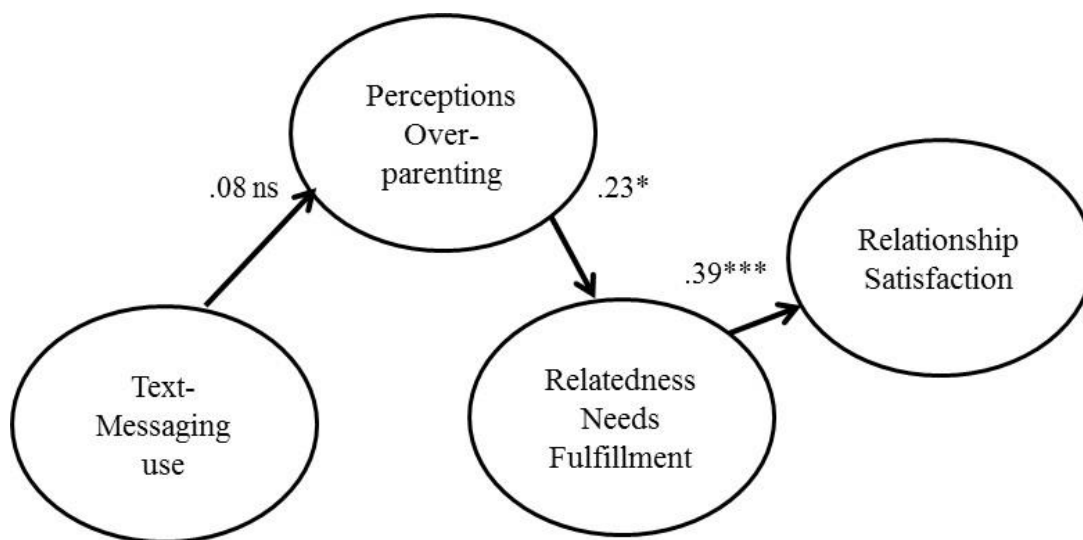 Perceptions
Over-
parenting
.08 ns
.23*
Relationship
Satisfaction
.39***
Text-
Messaging
use
Relatedness
Needs
Fulfillment